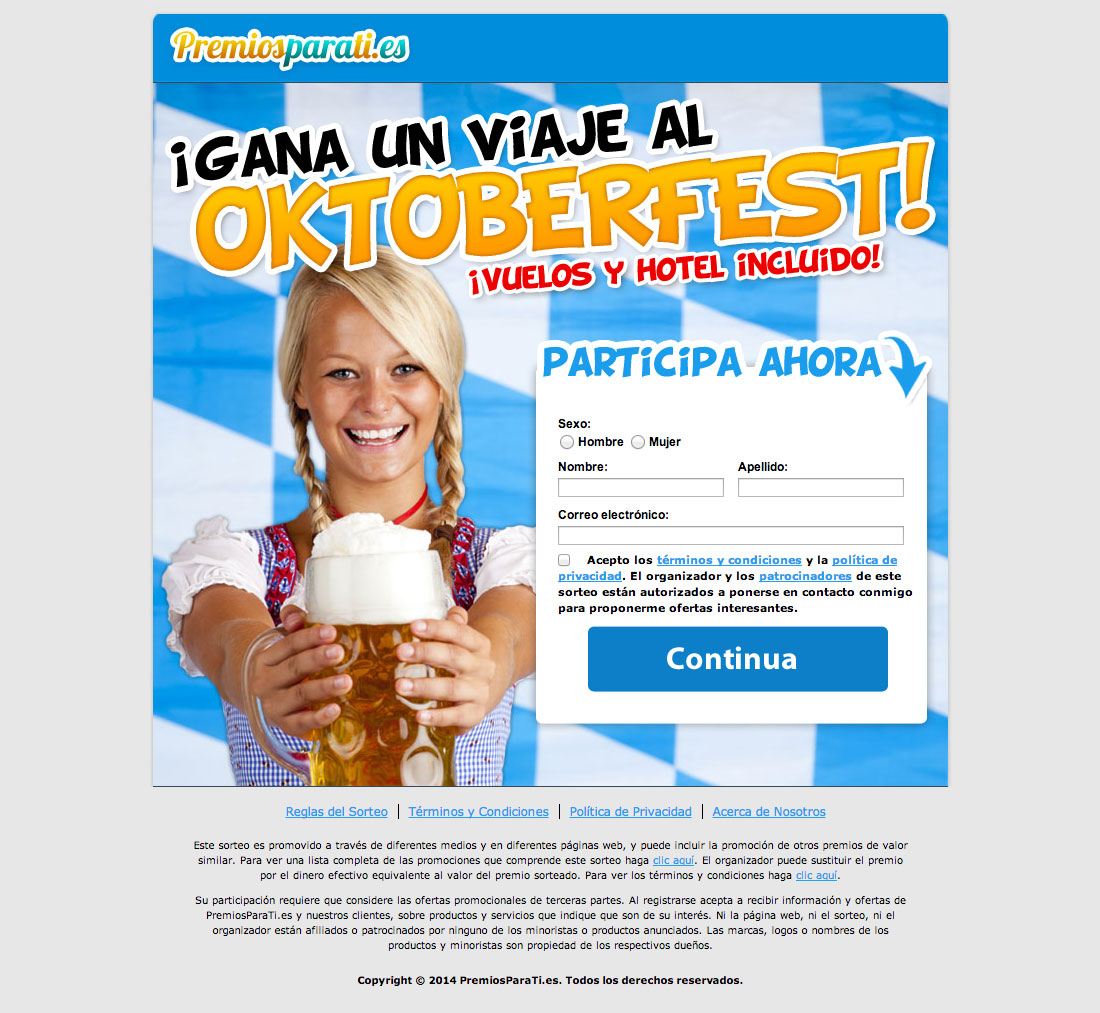 Premiosparati.es
¡GANA UN VIAJE AL
OKTOBERFEST!
¡VUELOS Y HOTEL INCLUIDO!
PARTICIPA AHORA
Sexo:
Hombre Mujer
Nombre: Apellido:
Correo electrónico:
Acepto los términos y condiciones y la política de
privacidad. El organizador y los patrocinadores de este
sorteo están autorizados a ponerse en contacto conmigo
para proponerme ofertas interesantes.
Continua
Reglas del Sorteo | Términos y Condiciones | Política de Privacidad | Acerca de Nosotros
Este sorteo es promovido a través de diferentes medios y en diferentes páginas web, y puede incluir la promoción de otros premios de valor
similar. Para ver una lista completa de las promociones que comprende este sorteo haga clic aquí. El organizador puede sustituir el premio
por el dinero efectivo equivalente al valor del premio sorteado. Para ver los términos y condiciones haga clic aquí.
Su participación requiere que considere las ofertas promocionales de terceras partes. Al registrarse acepta a recibir información y ofertas de
PremiosParaTi.es y nuestros clientes, sobre productos y servicios que indique que son de su interés. Ni la página web, ni el sorteo, ni el
organizador están afiliados o patrocinados por ninguno de los minoristas o productos anunciados. Las marcas, logos o nombres de los
productos y minoristas son propiedad de los respectivos dueños.
Copyright © 2014 PremiosParaTi.es. Todos los derechos reservados.